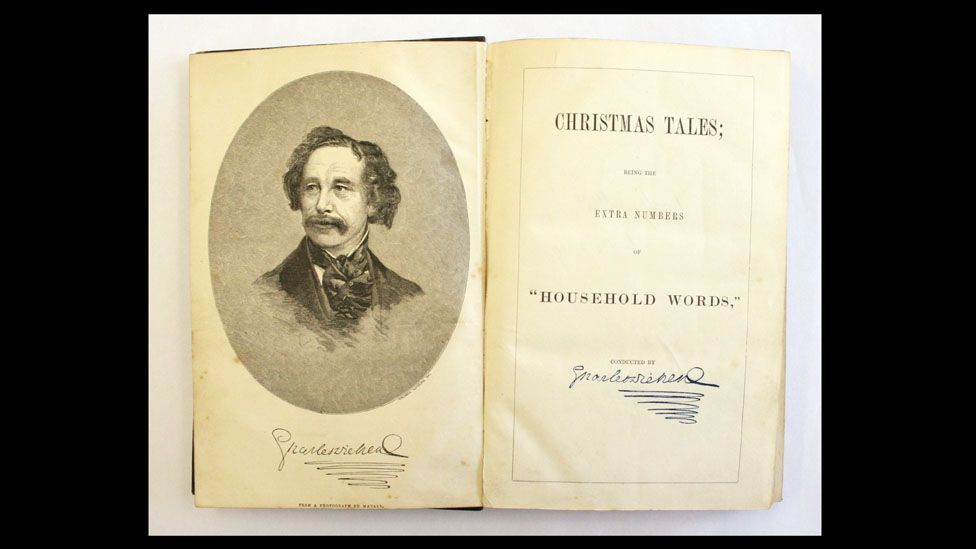 Charles Dickens
FROM A PHOTOGRAPH BY MAYALL.
CHRISTMAS TALES;
BEING THE
EXTRA NUMBERS
OF
"HOUSEHOLD WORDS,"
CONDUCTED BY
Charles Dickens